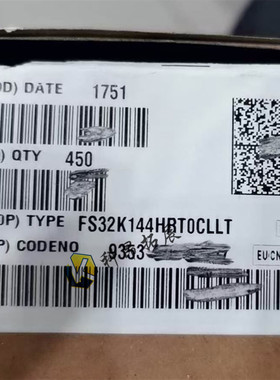 D) DATE 1751
) QTY 450
P) TYPE FS32K144HRT0CLLT
P) CODENO 9353
EU:CN